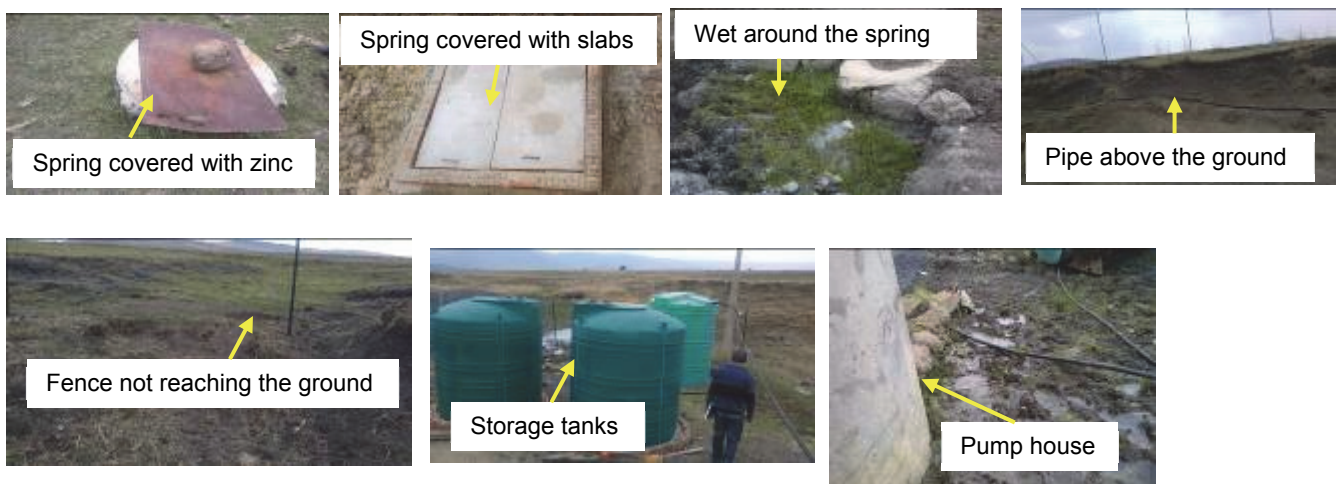 Spring covered with zinc
Spring covered with slabs
Wet around the spring
Pipe above the ground
Fence not reaching the ground
Storage tanks
Pump house